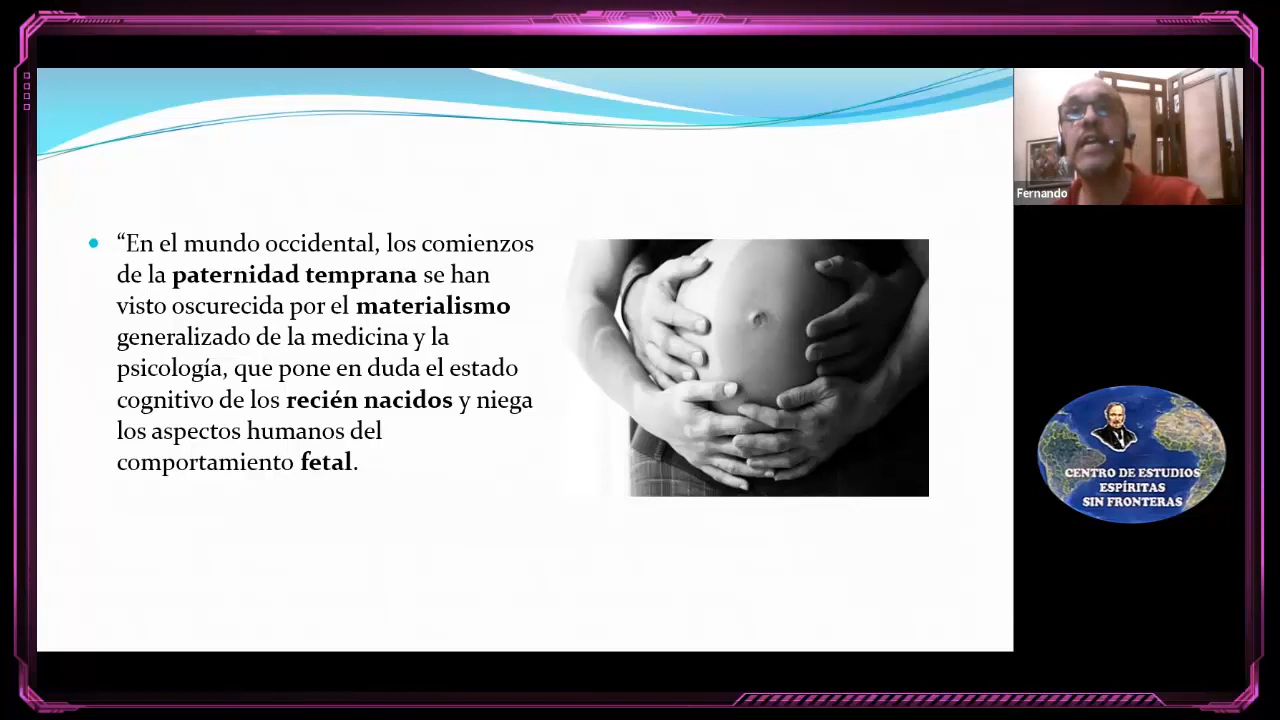 “En el mundo occidental, los comienzos
de la paternidad temprana se han
visto oscurecida por el materialismo
generalizado de la medicina y la
psicología, que pone en duda el estado
cognitivo de los recién nacidos y niega
los aspectos humanos del
comportamiento fetal.
Fernando
CENTRO DE ESTUDIOS
ESPÍRITAS
SIN FRONTERAS